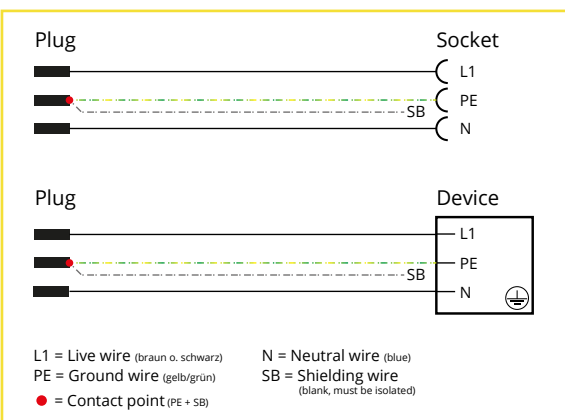 Plug Socket
L1
PE
SB
N
Plug Device
L1
PE
SB
N
L1 = Live wire (braun o. schwarz) N = Neutral wire (blue)
PE = Ground wire (gelb/grün) SB = Shielding wire
(blank, must be isolated)
= Contact point (PE + SB)